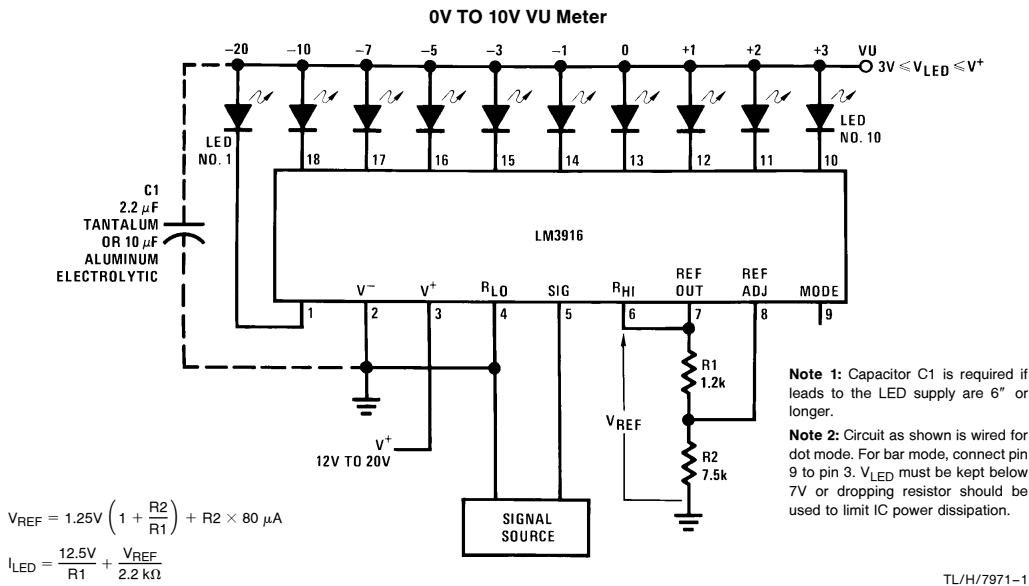 0V TO 10V VU Meter
−20 −10 −7 −5 −3 −1 0 +1 +2 +3 VU
3V ≤ V_LED ≤ V⁺
LED
NO. 1
LED
NO. 10
18 17 16 15 14 13 12 11 10
C1
2.2 μF
TANTALUM
OR 10 μF
ALUMINUM
ELECTROLYTIC
LM3916
V⁻ V⁺ R_LO SIG R_HI REF OUT REF ADJ MODE
1 2 3 4 5 6 7 8 9
R1
1.2k
V_REF
R2
7.5k
V⁺
12V TO 20V
SIGNAL
SOURCE
Note 1: Capacitor C1 is required if
leads to the LED supply are 6″ or
longer.
Note 2: Circuit as shown is wired for
dot mode. For bar mode, connect pin
9 to pin 3. V_LED must be kept below
7V or dropping resistor should be
used to limit IC power dissipation.
V_REF = 1.25V (1 + R2/R1) + R2 × 80 μA
I_LED = 12.5V/R1 + V_REF/2.2 kΩ
TL/H/7971–1